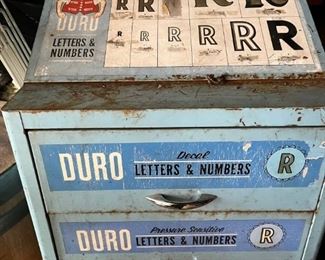 R R R R
DURO
LETTERS & NUMBERS
R R R R R R
DURO
Decal
LETTERS & NUMBERS
R
DURO
Pressure Sensitive
LETTERS & NUMBERS
R